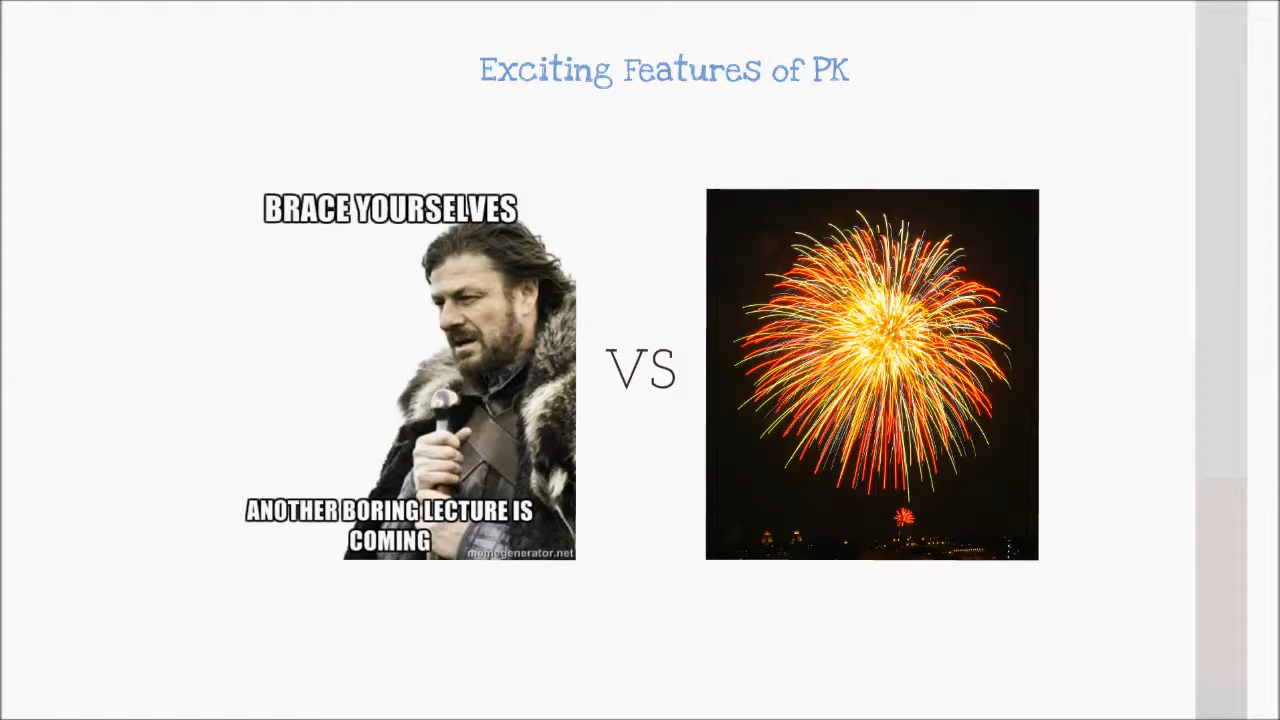 Exciting Features of PK
BRACE YOURSELVES
VS
ANOTHER BORING LECTURE IS
COMING
memegenerator.net